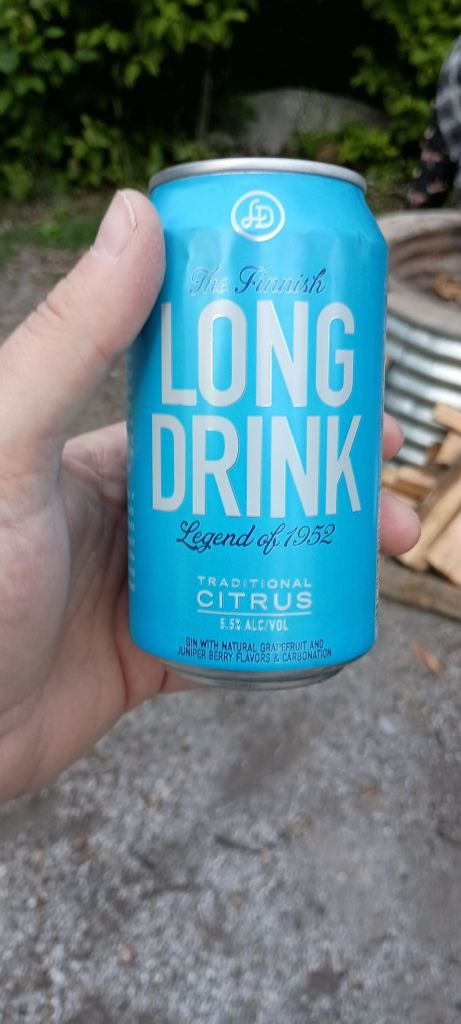 LD
The Finnish
LONG
DRINK
Legend of 1952
TRADITIONAL
CITRUS
5.5% ALC/VOL
GIN WITH NATURAL GRAPEFRUIT AND
JUNIPER BERRY FLAVORS & CARBONATION